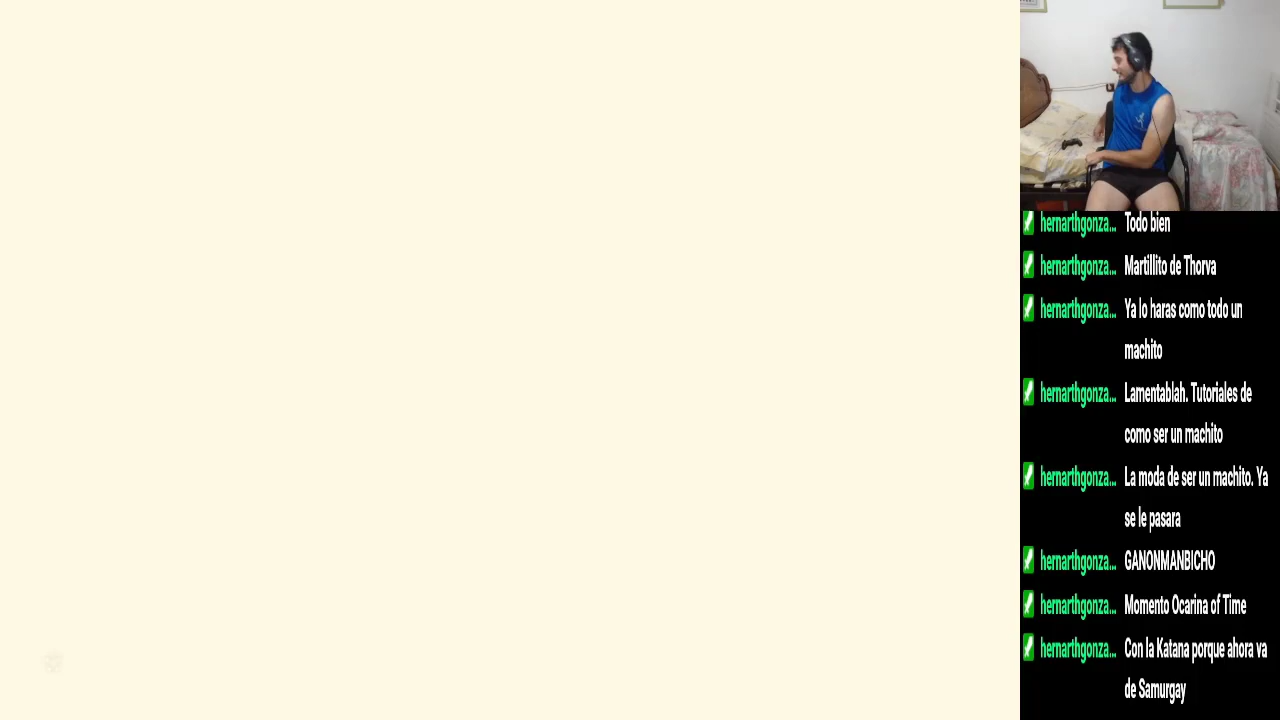 hernarthgonza... Todo bien
hernarthgonza... Martillito de Thorva
hernarthgonza... Ya lo haras como todo un
machito
hernarthgonza... Lamentablah. Tutoriales de
como ser un machito
hernarthgonza... La moda de ser un machito. Ya
se le pasara
hernarthgonza... GANONMANBICHO
hernarthgonza... Momento Ocarina of Time
hernarthgonza... Con la Katana porque ahora va
de Samurgay